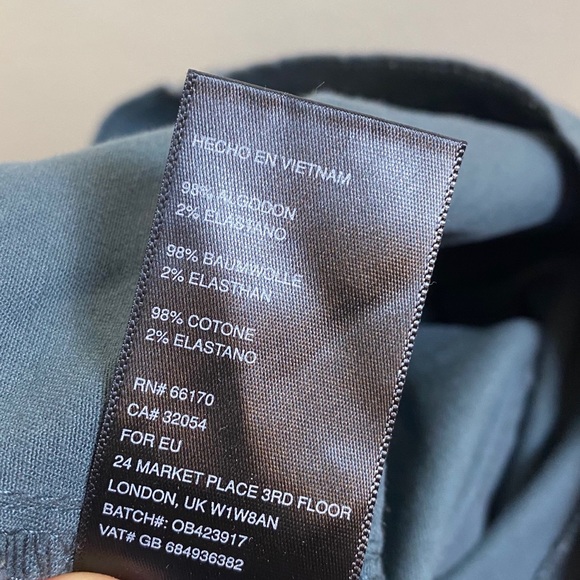 HECHO EN VIETNAM
98% ALGODON
2% ELASTANO
98% BAUMWOLLE
2% ELASTHAN
98% COTONE
2% ELASTANO
RN# 66170
CA# 32054
FOR EU
24 MARKET PLACE 3RD FLOOR
LONDON, UK W1W8AN
BATCH#: OB423917
VAT# GB 684936382